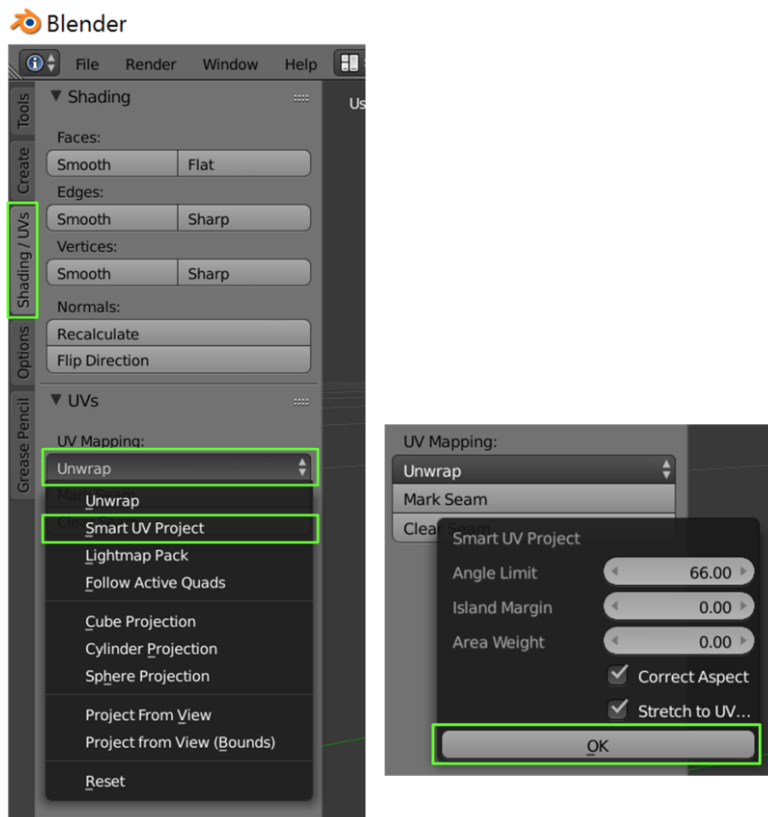 Blender
File Render Window Help
Tools
Create
Shading / UVs
Options
Grease Pencil
Shading
Us
Faces:
Smooth Flat
Edges:
Smooth Sharp
Vertices:
Smooth Sharp
Normals:
Recalculate
Flip Direction
UVs
UV Mapping:
Unwrap
Unwrap
Smart UV Project
Lightmap Pack
Follow Active Quads
Cube Projection
Cylinder Projection
Sphere Projection
Project From View
Project from View (Bounds)
Reset
UV Mapping:
Unwrap
Mark Seam
Clear Seam
Smart UV Project
Angle Limit 66.00
Island Margin 0.00
Area Weight 0.00
Correct Aspect
Stretch to UV...
OK